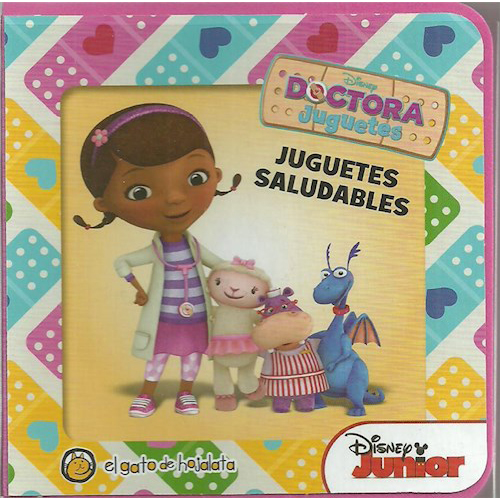 Disney
DOCTORA
Juguetes
JUGUETES
SALUDABLES
el gato de hojalata
Disney
Junior